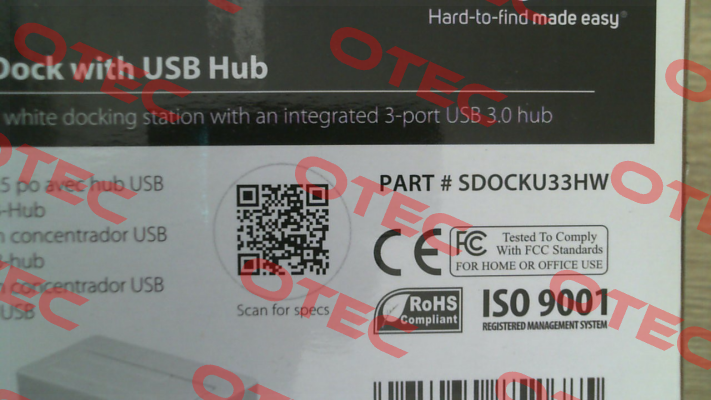 Hard-to-find made easy®
Dock with USB Hub
white docking station with an integrated 3-port USB 3.0 hub
5 po avec hub USB
-Hub
concentrador USB
-hub
concentrador USB
USB
Scan for specs
PART # SDOCKU33HW
CE
FC Tested To Comply
With FCC Standards
FOR HOME OR OFFICE USE
RoHS
Compliant
ISO 9001
REGISTERED MANAGEMENT SYSTEM
OTEC
OTEC
OTEC
OTEC
OTEC
OTEC
OTEC
OTEC
OTEC